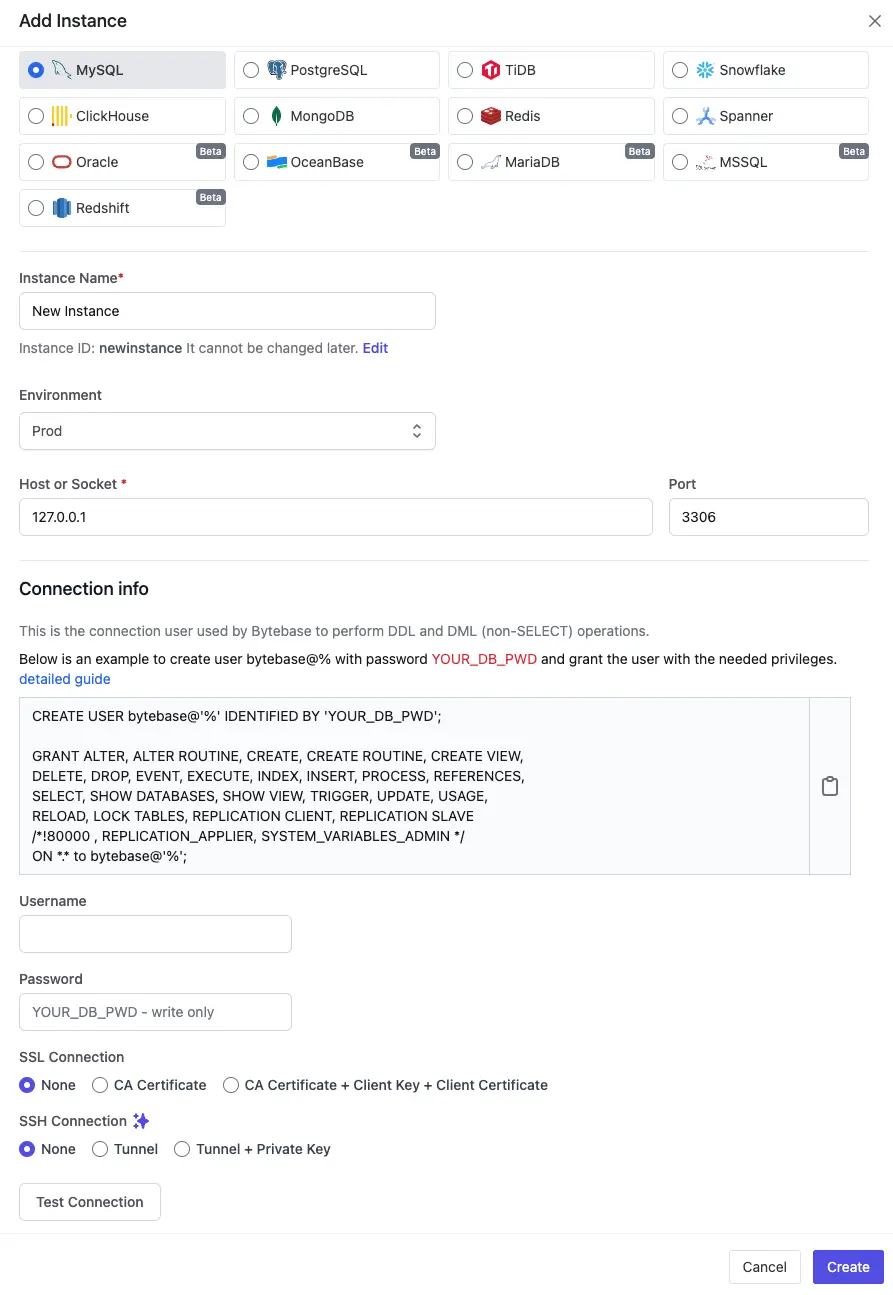 Add Instance
MySQL
PostgreSQL
TiDB
Snowflake
ClickHouse
MongoDB
Redis
Spanner
Oracle
Beta
OceanBase
Beta
MariaDB
Beta
MSSQL
Beta
Redshift
Beta
Instance Name*
New Instance
Instance ID: newinstance It cannot be changed later. Edit
Environment
Prod
Host or Socket *
Port
127.0.0.1
3306
Connection info
This is the connection user used by Bytebase to perform DDL and DML (non-SELECT) operations.
Below is an example to create user bytebase@% with password YOUR_DB_PWD and grant the user with the needed privileges.
detailed guide
CREATE USER bytebase@'%' IDENTIFIED BY 'YOUR_DB_PWD';
GRANT ALTER, ALTER ROUTINE, CREATE, CREATE ROUTINE, CREATE VIEW,
DELETE, DROP, EVENT, EXECUTE, INDEX, INSERT, PROCESS, REFERENCES,
SELECT, SHOW DATABASES, SHOW VIEW, TRIGGER, UPDATE, USAGE,
RELOAD, LOCK TABLES, REPLICATION CLIENT, REPLICATION SLAVE
/*!80000 , REPLICATION_APPLIER, SYSTEM_VARIABLES_ADMIN */
ON *.* to bytebase@'%';
Username
Password
YOUR_DB_PWD - write only
SSL Connection
None
CA Certificate
CA Certificate + Client Key + Client Certificate
SSH Connection
None
Tunnel
Tunnel + Private Key
Test Connection
Cancel
Create